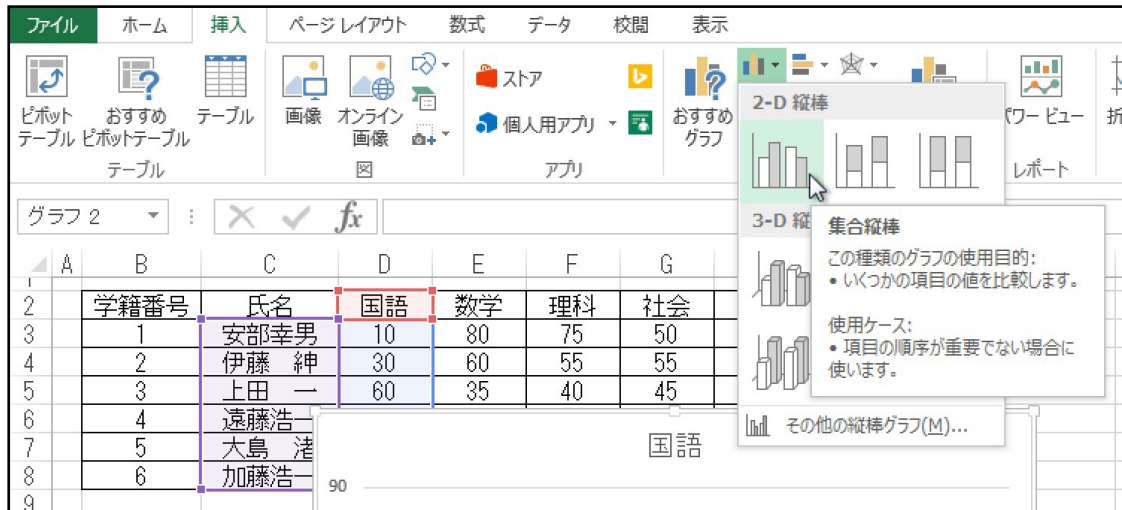 ファイル ホーム 挿入 ページ レイアウト 数式 データ 校閲 表示
ピボット
テーブル
おすすめ
ピボットテーブル
テーブル
画像
オンライン
画像
ストア
個人用アプリ
おすすめ
グラフ
パワー ビュー
折
テーブル
図
アプリ
レポート
2-D 縦棒
3-D 縦
集合縦棒
この種類のグラフの使用目的:
• いくつかの項目の値を比較します。
使用ケース:
• 項目の順序が重要でない場合に
使います。
その他の縦棒グラフ(M)...
グラフ 2
fx
A B C D E F G
2 学籍番号 氏名 国語 数学 理科 社会
3 1 安部幸男 10 80 75 50
4 2 伊藤 紳 30 60 55 55
5 3 上田 一 60 35 40 45
6 4 遠藤浩一
7 5 大島 渚
8 6 加藤浩一
9
国語
90